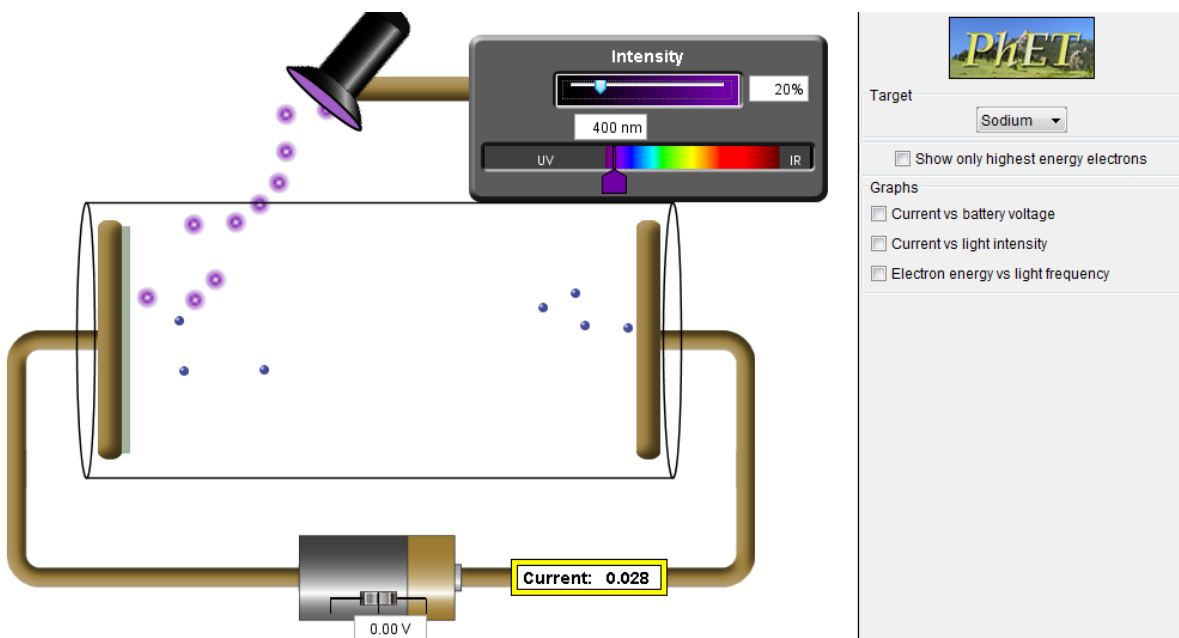 Intensity
20%
400 nm
UV
IR
Current: 0.028
0.00 V
PhET
Target
Sodium
Show only highest energy electrons
Graphs
Current vs battery voltage
Current vs light intensity
Electron energy vs light frequency